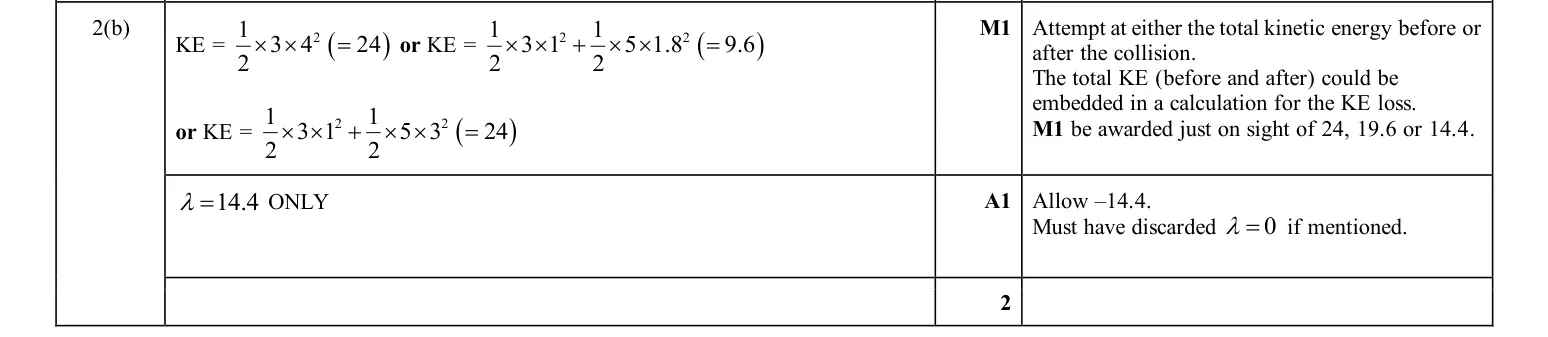 2(b)
KE = 1/2 × 3 × 4² (= 24) or KE = 1/2 × 3 × 1² + 1/2 × 5 × 1.8² (= 9.6)
or KE = 1/2 × 3 × 1² + 1/2 × 5 × 3² (= 24)
M1
Attempt at either the total kinetic energy before or
after the collision.
The total KE (before and after) could be
embedded in a calculation for the KE loss.
M1 be awarded just on sight of 24, 19.6 or 14.4.
λ = 14.4 ONLY
A1
Allow –14.4.
Must have discarded λ = 0 if mentioned.
2